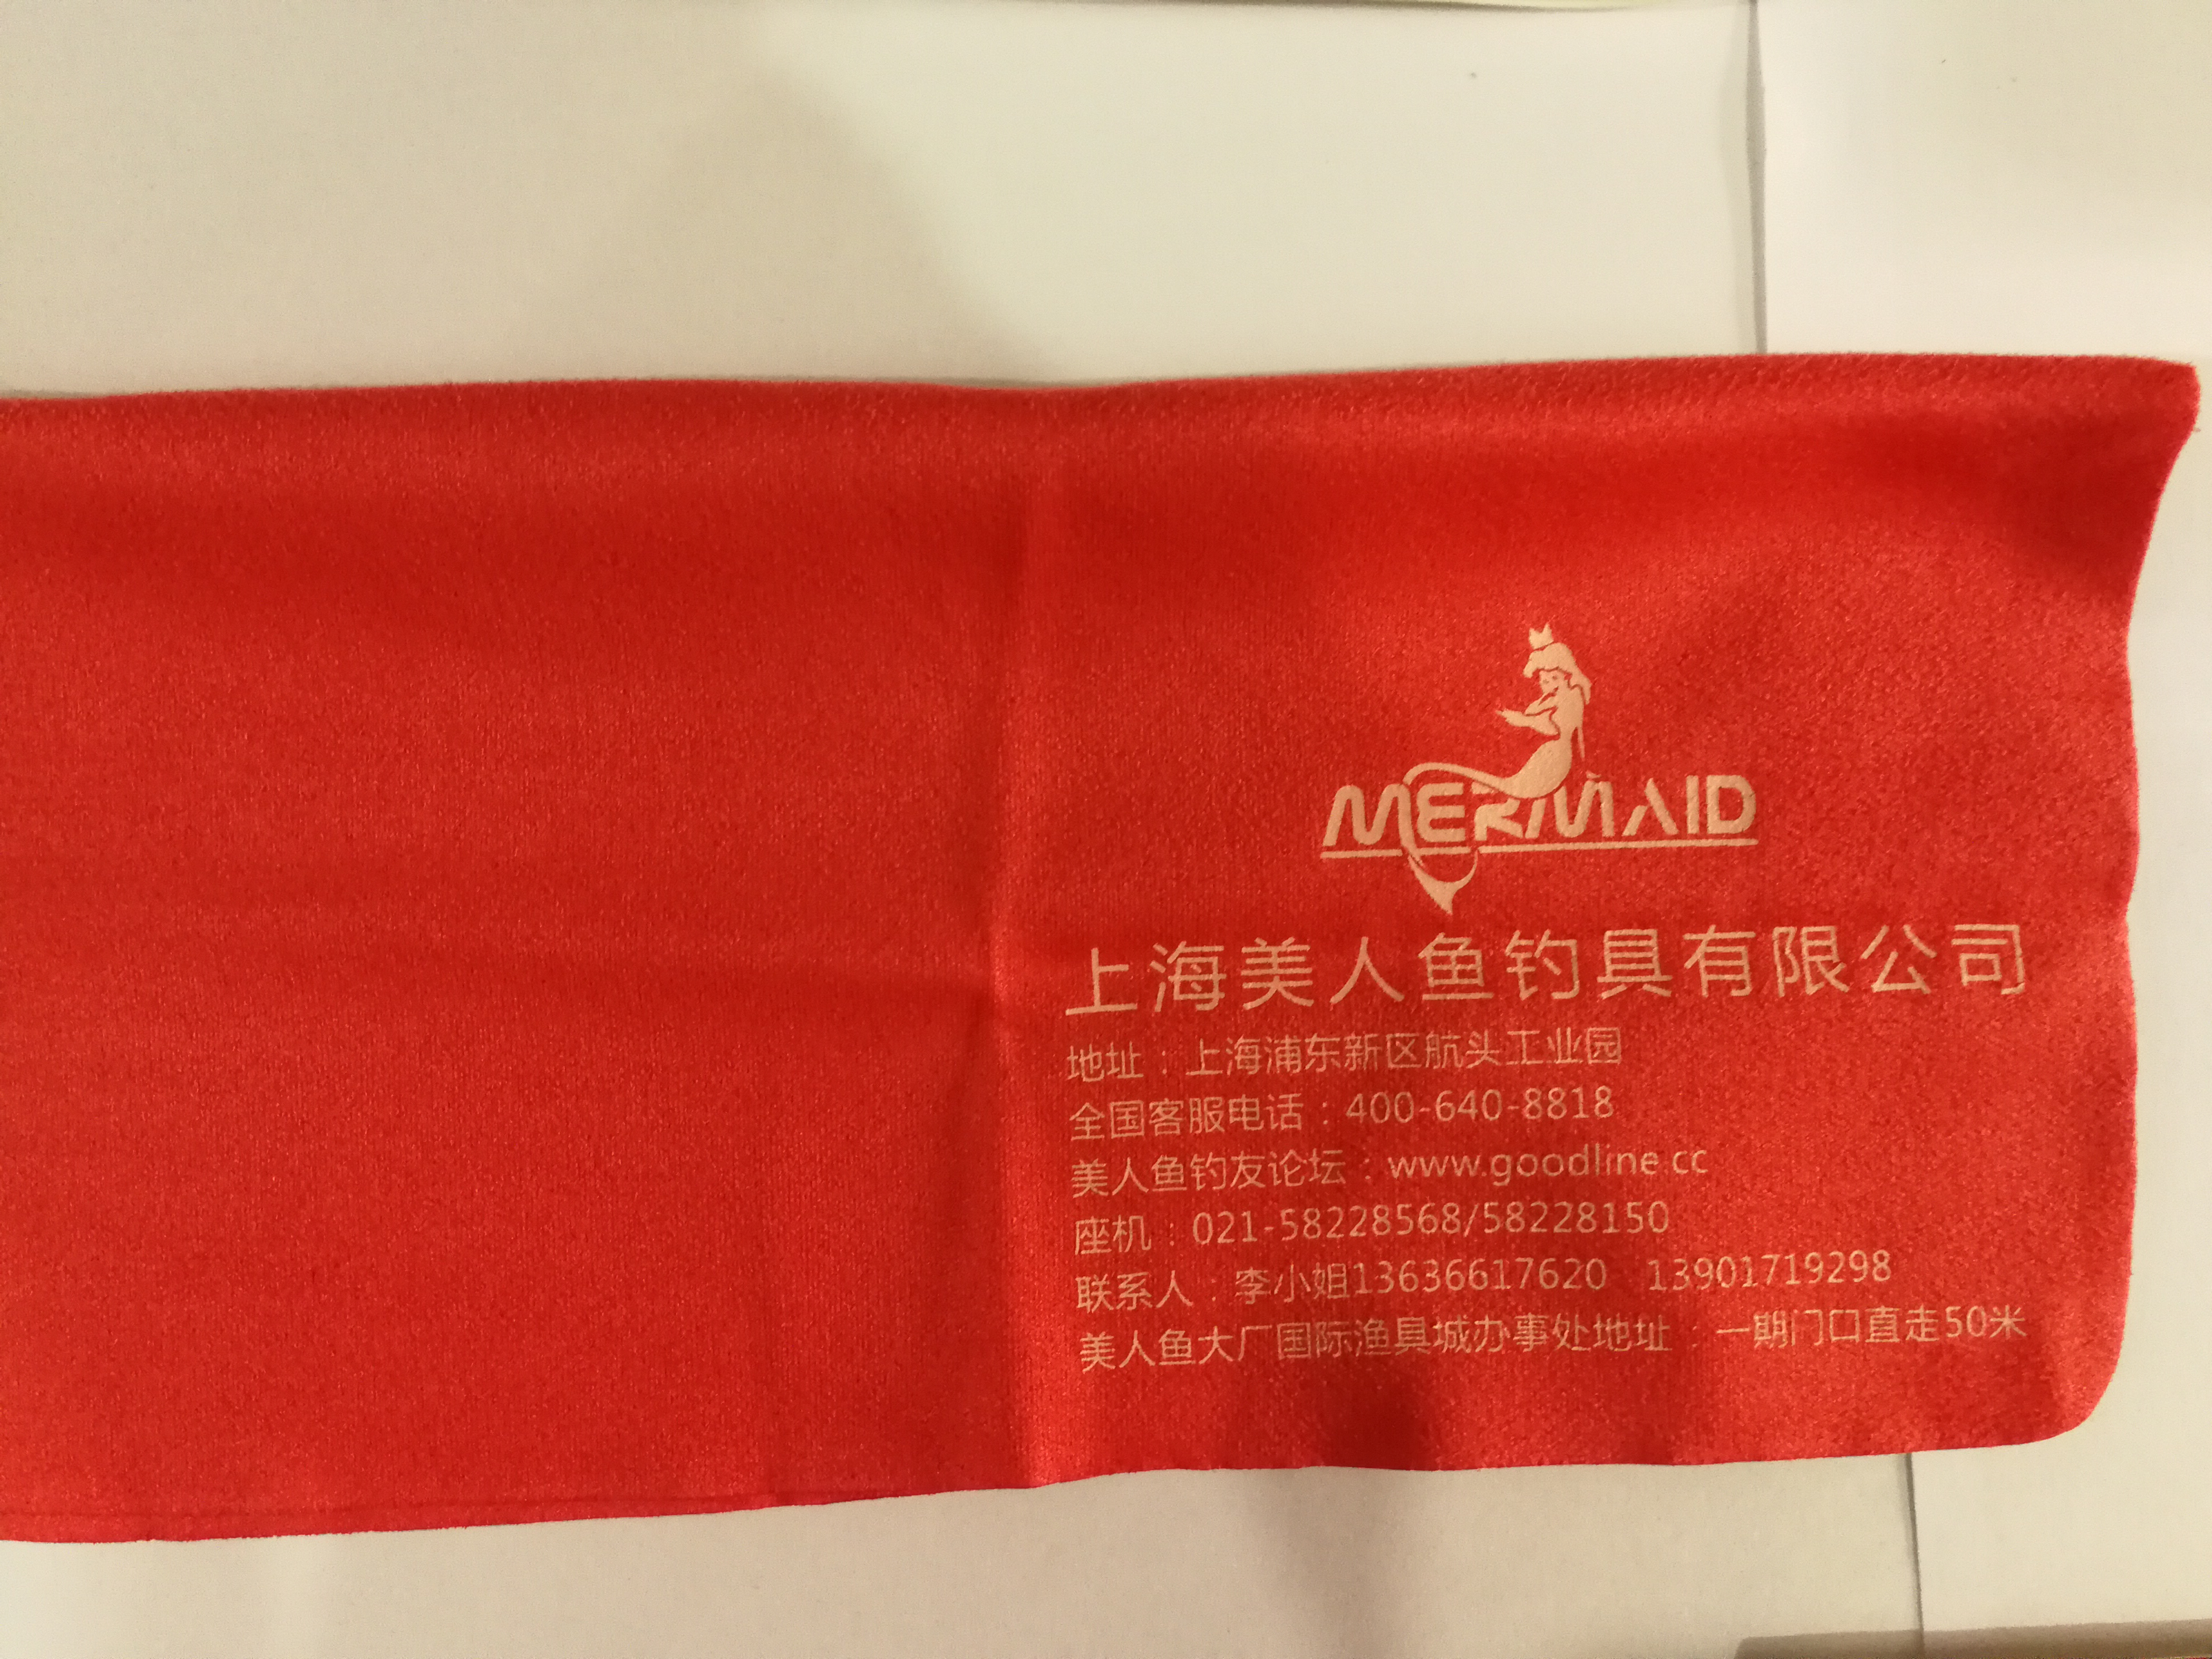 MERMAID
上海美人鱼钓具有限公司
地址：上海浦东新区航头工业园
全国客服电话：400-640-8818
美人鱼钓友论坛：www.goodline.cc
座机：021-58228568/58228150
联系人：李小姐13636617620 13901719298
美人鱼大厂国际渔具城办事处地址：一期门口直走50米